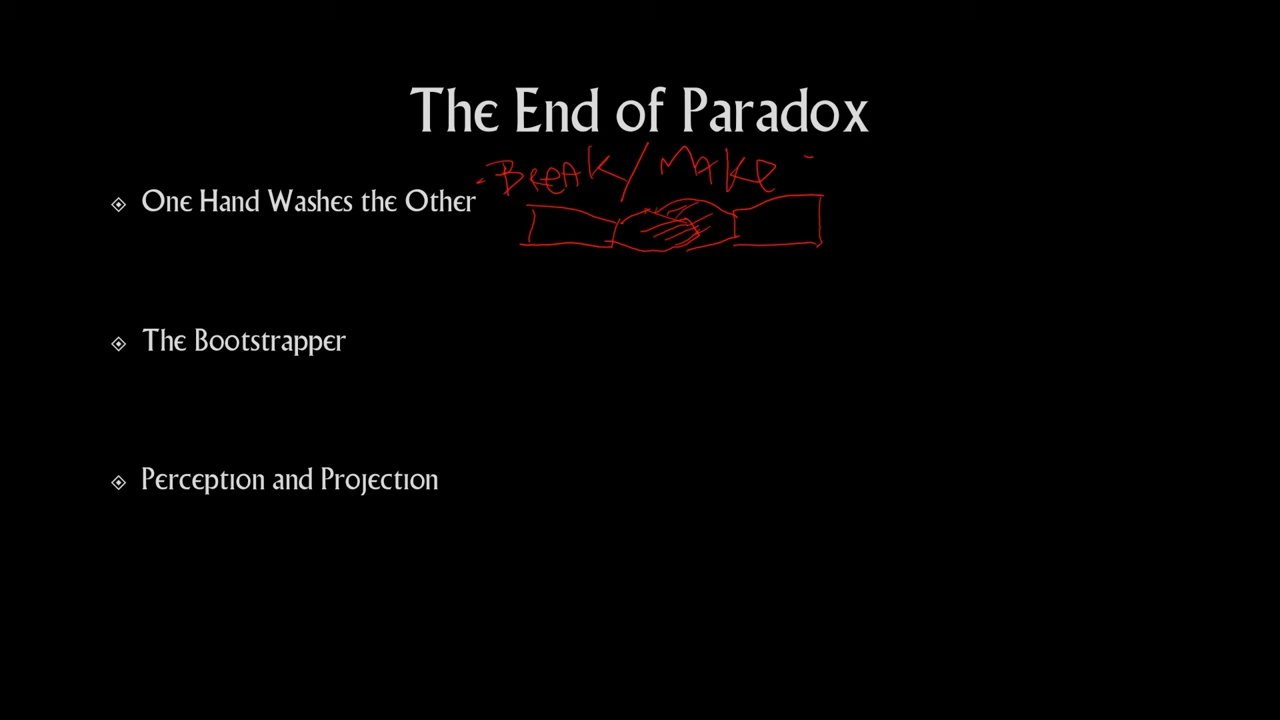 The End of Paradox
Break/Make
One Hand Washes the Other
The Bootstrapper
Perception and Projection